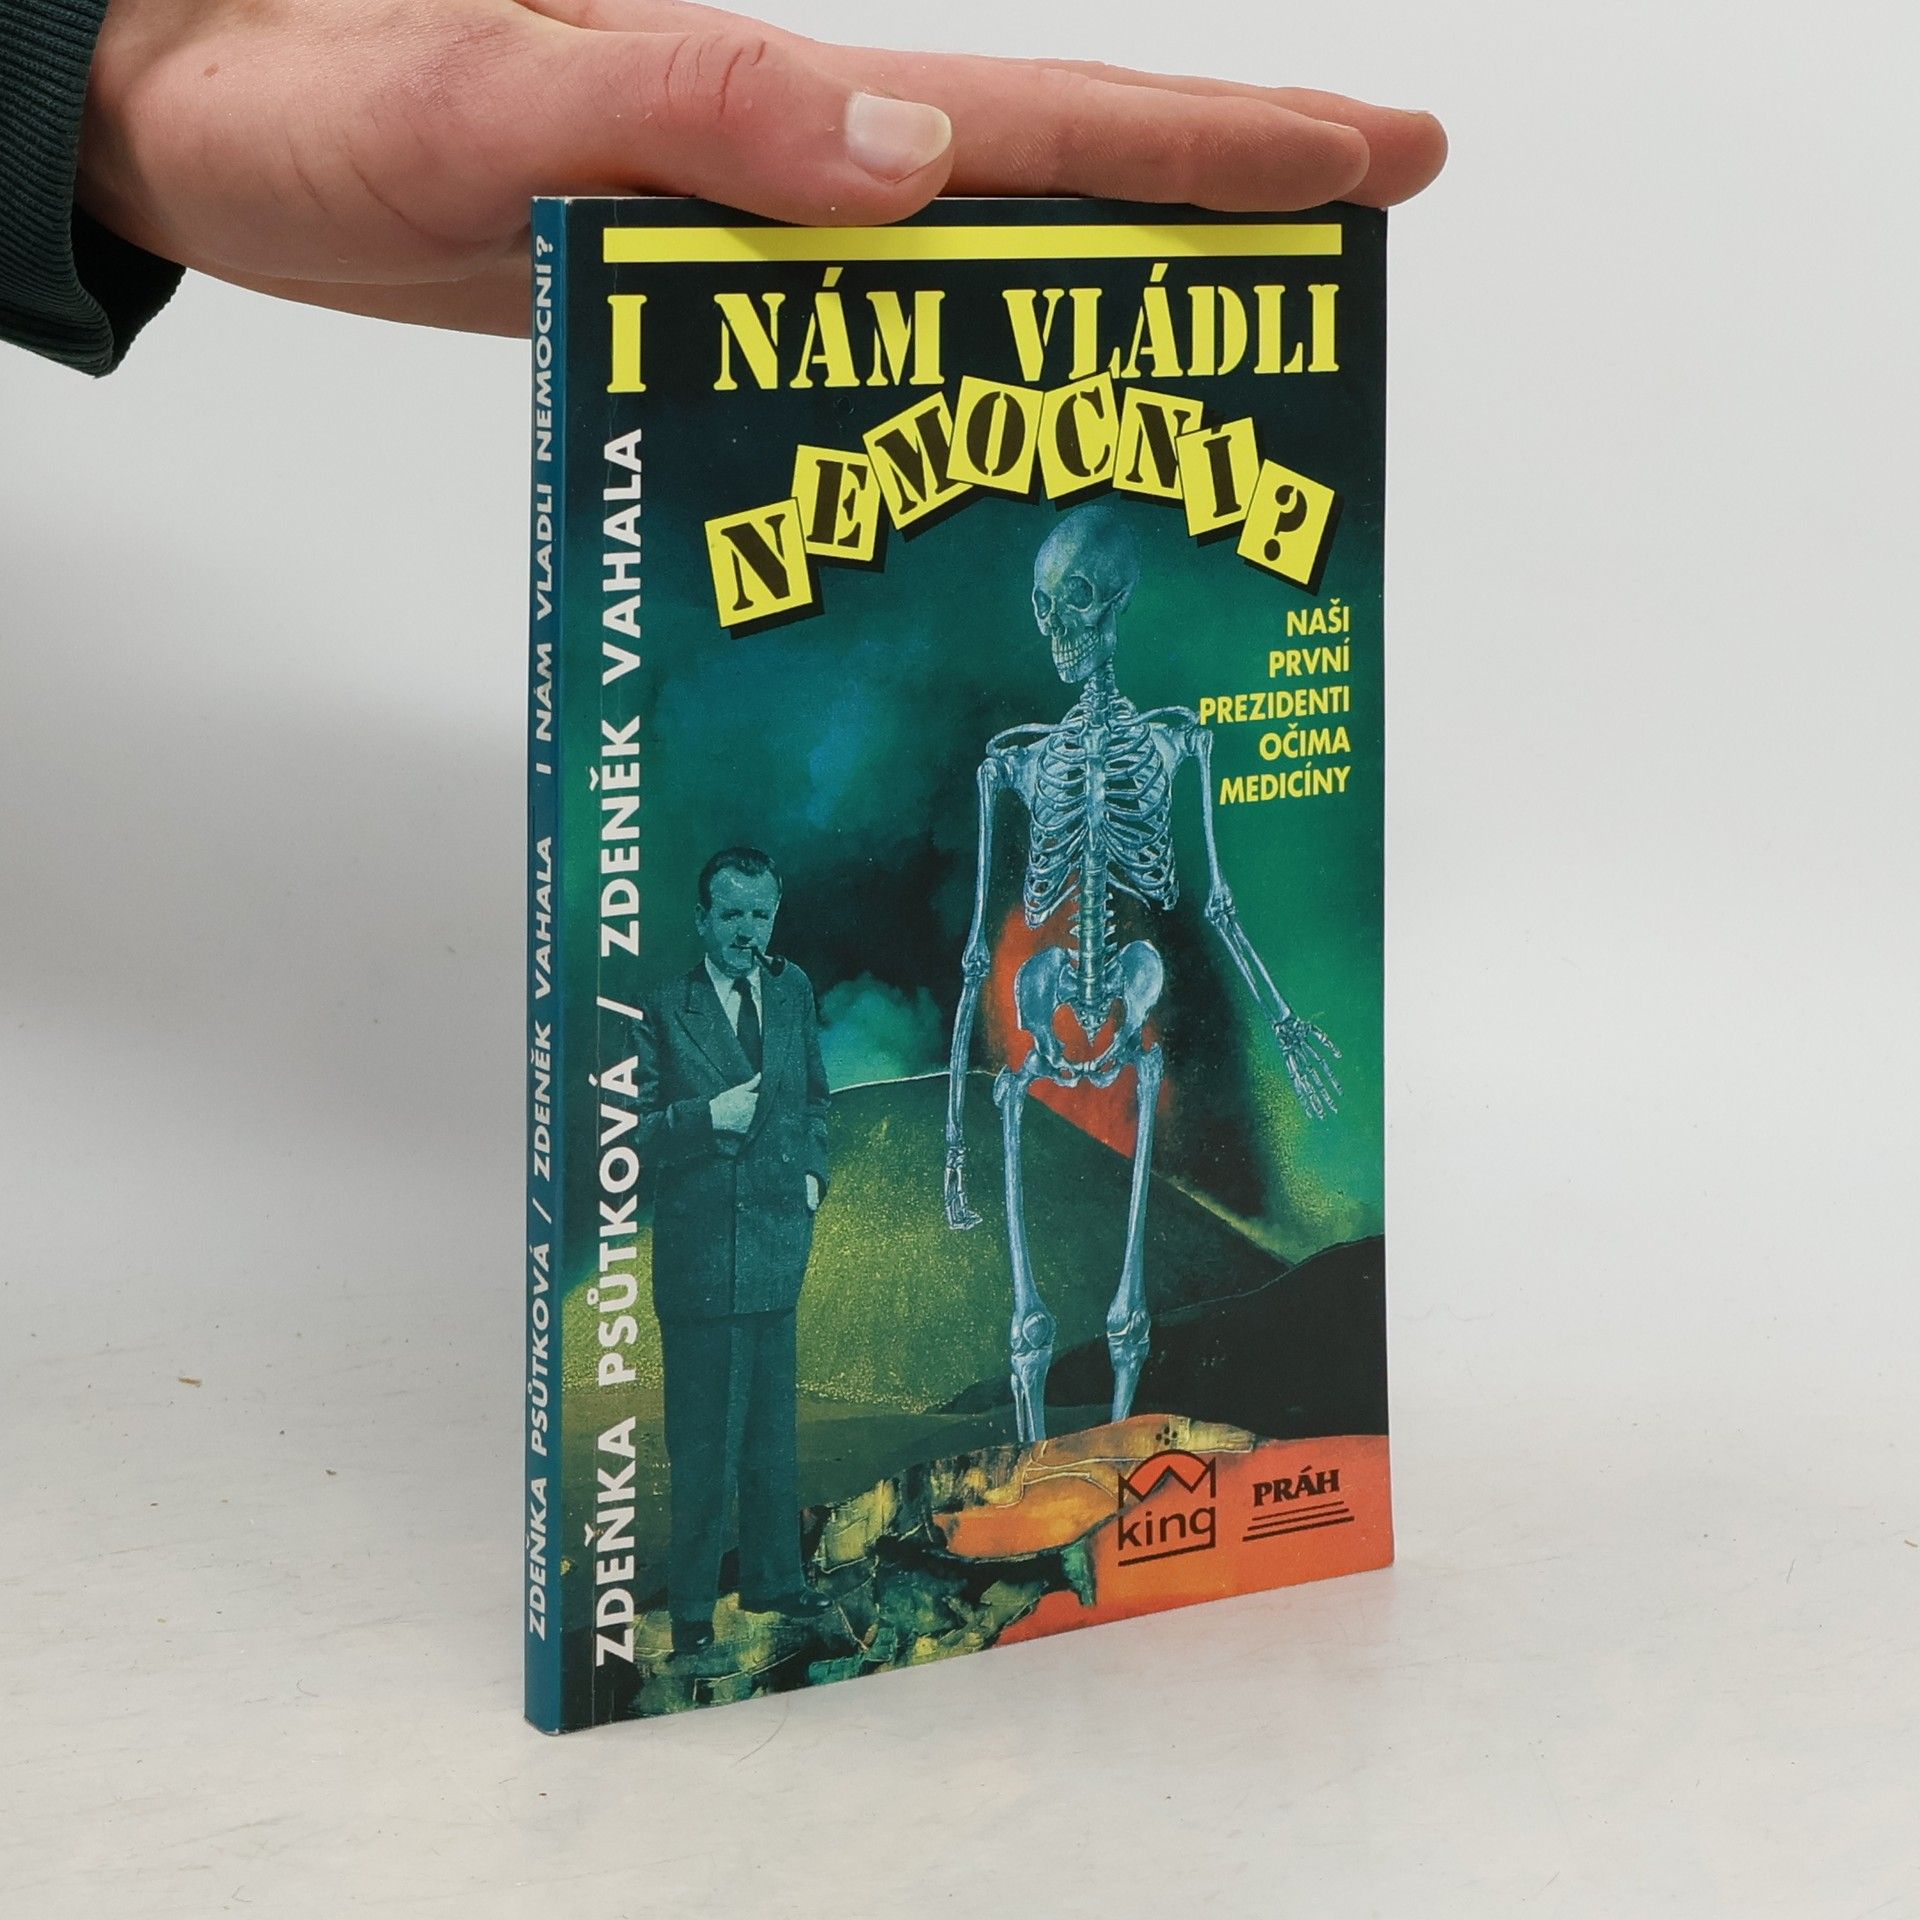 I NÁM VLÁDLI
NEMOCNÍ?
NAŠI
PRVNÍ
PREZIDENTI
OČIMA
MEDICÍNY
ZDEŇKA PSŮTKOVÁ / ZDENĚK VAHALA
ZDEŇKA PSŮTKOVÁ / ZDENĚK VAHALA I NÁM VLÁDLI NEMOCNÍ?
king
PRÁH